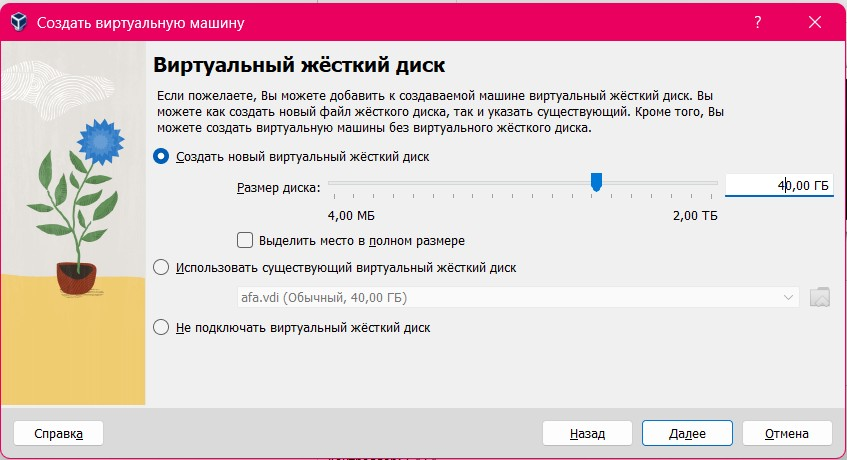 Создать виртуальную машину
?
Виртуальный жёсткий диск
Если пожелаете, Вы можете добавить к создаваемой машине виртуальный жёсткий диск. Вы
можете как создать новый файл жёсткого диска, так и указать существующий. Кроме того, Вы
можете создать виртуальную машины без виртуального жёсткого диска.
Создать новый виртуальный жёсткий диск
Размер диска: 40,00 ГБ
4,00 МБ 2,00 ТБ
Выделить место в полном размере
Использовать существующий виртуальный жёсткий диск
afa.vdi (Обычный, 40,00 ГБ)
Не подключать виртуальный жёсткий диск
Справка Назад Далее Отмена